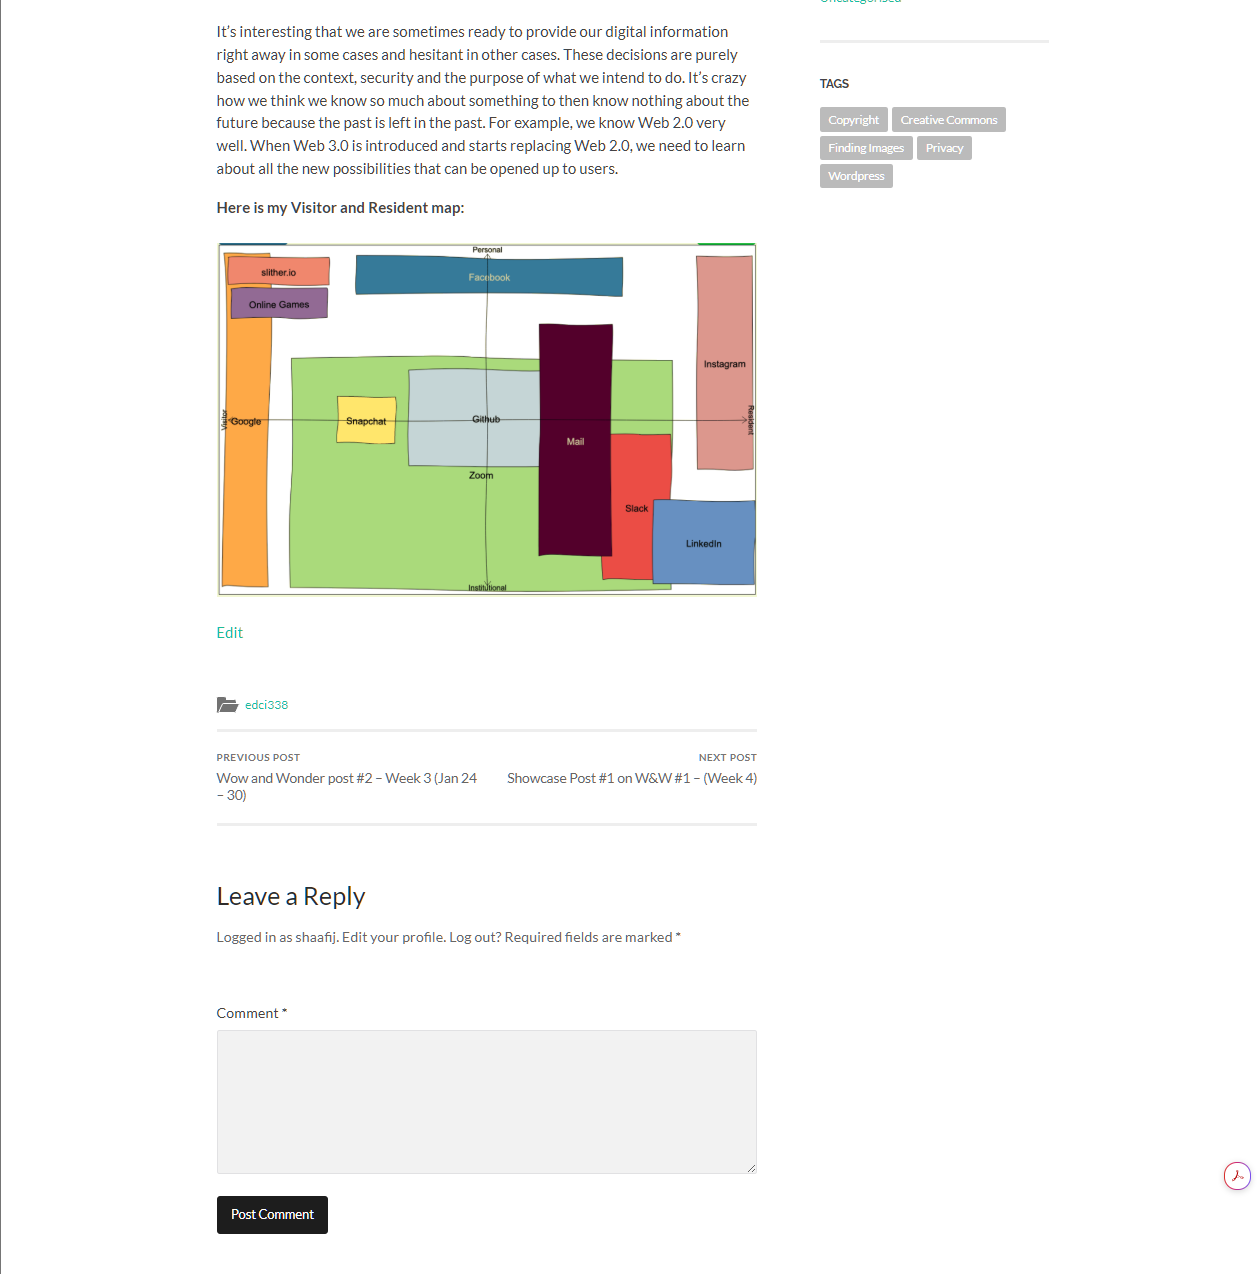 Uncategorised
It's interesting that we are sometimes ready to provide our digital information
right away in some cases and hesitant in other cases. These decisions are purely
based on the context, security and the purpose of what we intend to do. It's crazy
how we think we know so much about something to then know nothing about the
future because the past is left in the past. For example, we know Web 2.0 very
well. When Web 3.0 is introduced and starts replacing Web 2.0, we need to learn
about all the new possibilities that can be opened up to users.
TAGS
Copyright Creative Commons
Finding Images Privacy
Wordpress
Here is my Visitor and Resident map:
Personal
slither.io
Facebook
Online Games
Instagram
Visitor
Google
Snapchat
Github
Resident
Mail
Zoom
Slack
LinkedIn
Institutional
Edit
edci338
PREVIOUS POST
Wow and Wonder post #2 – Week 3 (Jan 24
– 30)
NEXT POST
Showcase Post #1 on W&W #1 – (Week 4)
Leave a Reply
Logged in as shaafij. Edit your profile. Log out? Required fields are marked *
Comment *
Post Comment